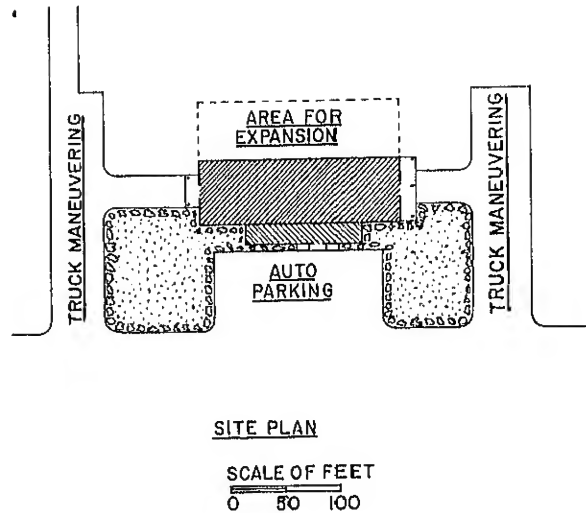 AREA FOR
EXPANSION
TRUCK MANEUVERING
TRUCK MANEUVERING
AUTO
PARKING
SITE PLAN
SCALE OF FEET
0 50 100